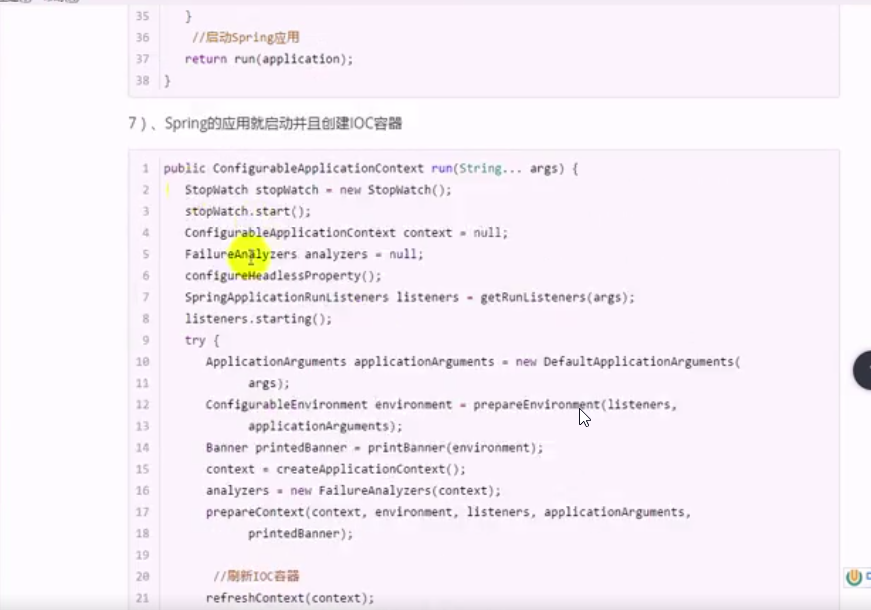 35 }
36 //启动Spring应用
37 return run(application);
38 }
7）、Spring的应用就启动并且创建IOC容器
1 public ConfigurableApplicationContext run(String... args) {
2 StopWatch stopWatch = new StopWatch();
3 stopWatch.start();
4 ConfigurableApplicationContext context = null;
5 FailureAnalyzers analyzers = null;
6 configureHeadlessProperty();
7 SpringApplicationRunListeners listeners = getRunListeners(args);
8 listeners.starting();
9 try {
10 ApplicationArguments applicationArguments = new DefaultApplicationArguments(
11 args);
12 ConfigurableEnvironment environment = prepareEnvironment(listeners,
13 applicationArguments);
14 Banner printedBanner = printBanner(environment);
15 context = createApplicationContext();
16 analyzers = new FailureAnalyzers(context);
17 prepareContext(context, environment, listeners, applicationArguments,
18 printedBanner);
19
20 //刷新IOC容器
21 refreshContext(context);